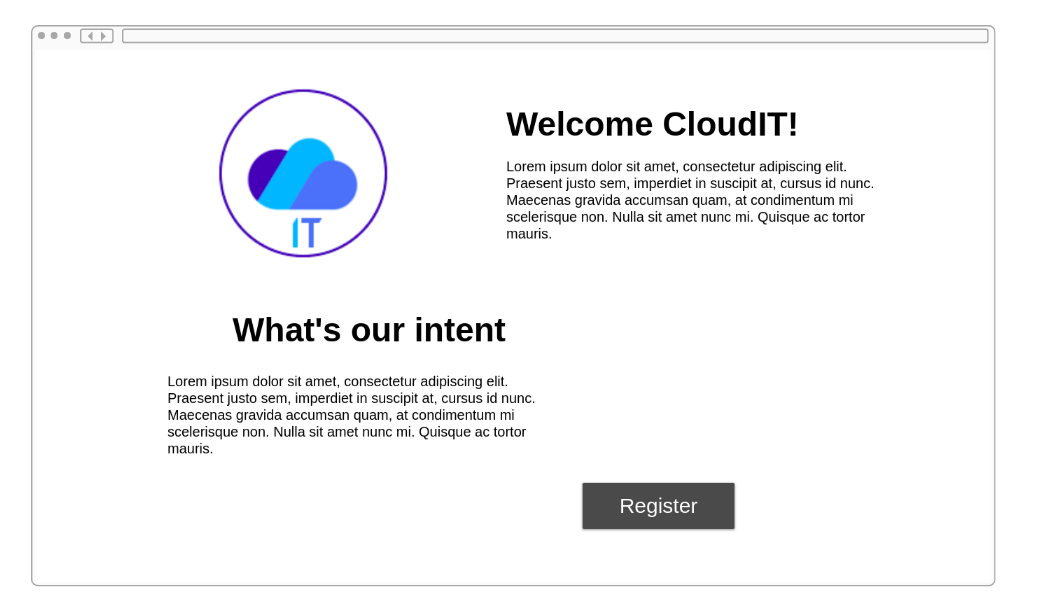 IT
Welcome CloudIT!
Lorem ipsum dolor sit amet, consectetur adipiscing elit.
Praesent justo sem, imperdiet in suscipit at, cursus id nunc.
Maecenas gravida accumsan quam, at condimentum mi
scelerisque non. Nulla sit amet nunc mi. Quisque ac tortor
mauris.
What's our intent
Lorem ipsum dolor sit amet, consectetur adipiscing elit.
Praesent justo sem, imperdiet in suscipit at, cursus id nunc.
Maecenas gravida accumsan quam, at condimentum mi
scelerisque non. Nulla sit amet nunc mi. Quisque ac tortor
mauris.
Register